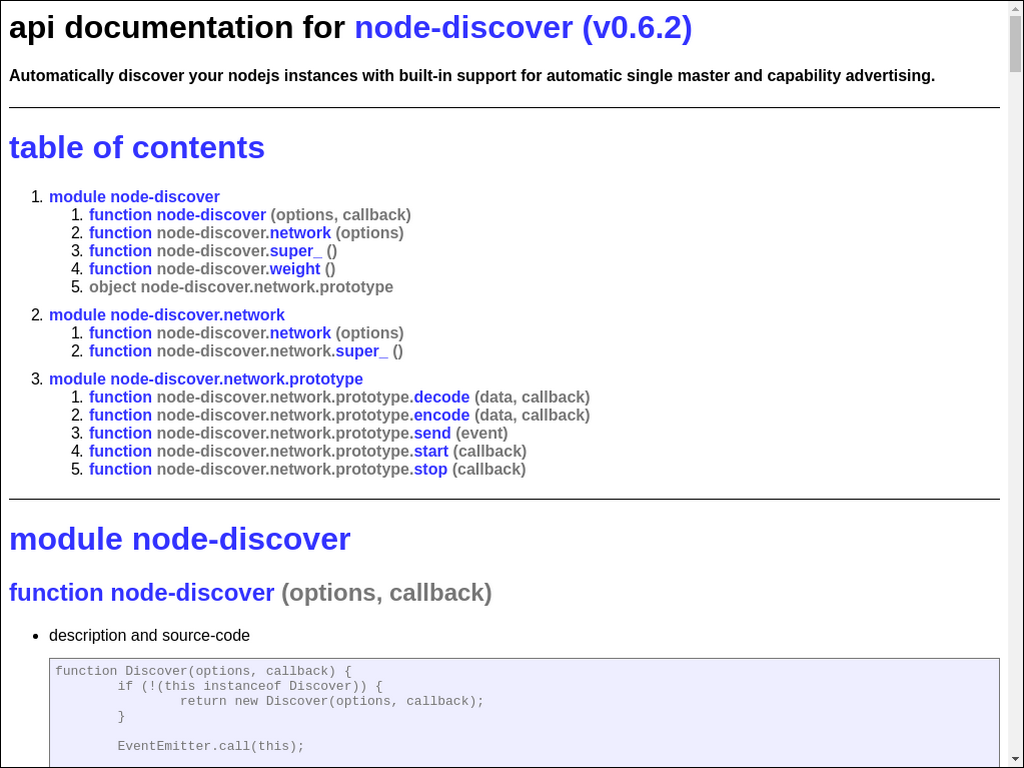 api documentation for node-discover (v0.6.2)
Automatically discover your nodejs instances with built-in support for automatic single master and capability advertising.
table of contents
1. module node-discover
1. function node-discover (options, callback)
2. function node-discover.network (options)
3. function node-discover.super_ ()
4. function node-discover.weight ()
5. object node-discover.network.prototype
2. module node-discover.network
1. function node-discover.network (options)
2. function node-discover.network.super_ ()
3. module node-discover.network.prototype
1. function node-discover.network.prototype.decode (data, callback)
2. function node-discover.network.prototype.encode (data, callback)
3. function node-discover.network.prototype.send (event)
4. function node-discover.network.prototype.start (callback)
5. function node-discover.network.prototype.stop (callback)
module node-discover
function node-discover (options, callback)
• description and source-code
function Discover(options, callback) {
if (!(this instanceof Discover)) {
return new Discover(options, callback);
}
EventEmitter.call(this);